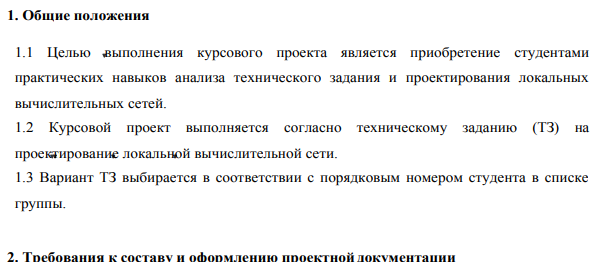 1. Общие положения
1.1 Целью выполнения курсового проекта является приобретение студентами
практических навыков анализа технического задания и проектирования локальных
вычислительных сетей.
1.2 Курсовой проект выполняется согласно техническому заданию (ТЗ) на
проектирование локальной вычислительной сети.
1.3 Вариант ТЗ выбирается в соответствии с порядковым номером студента в списке
группы.
2. Требования к составу и оформлению проектной документации